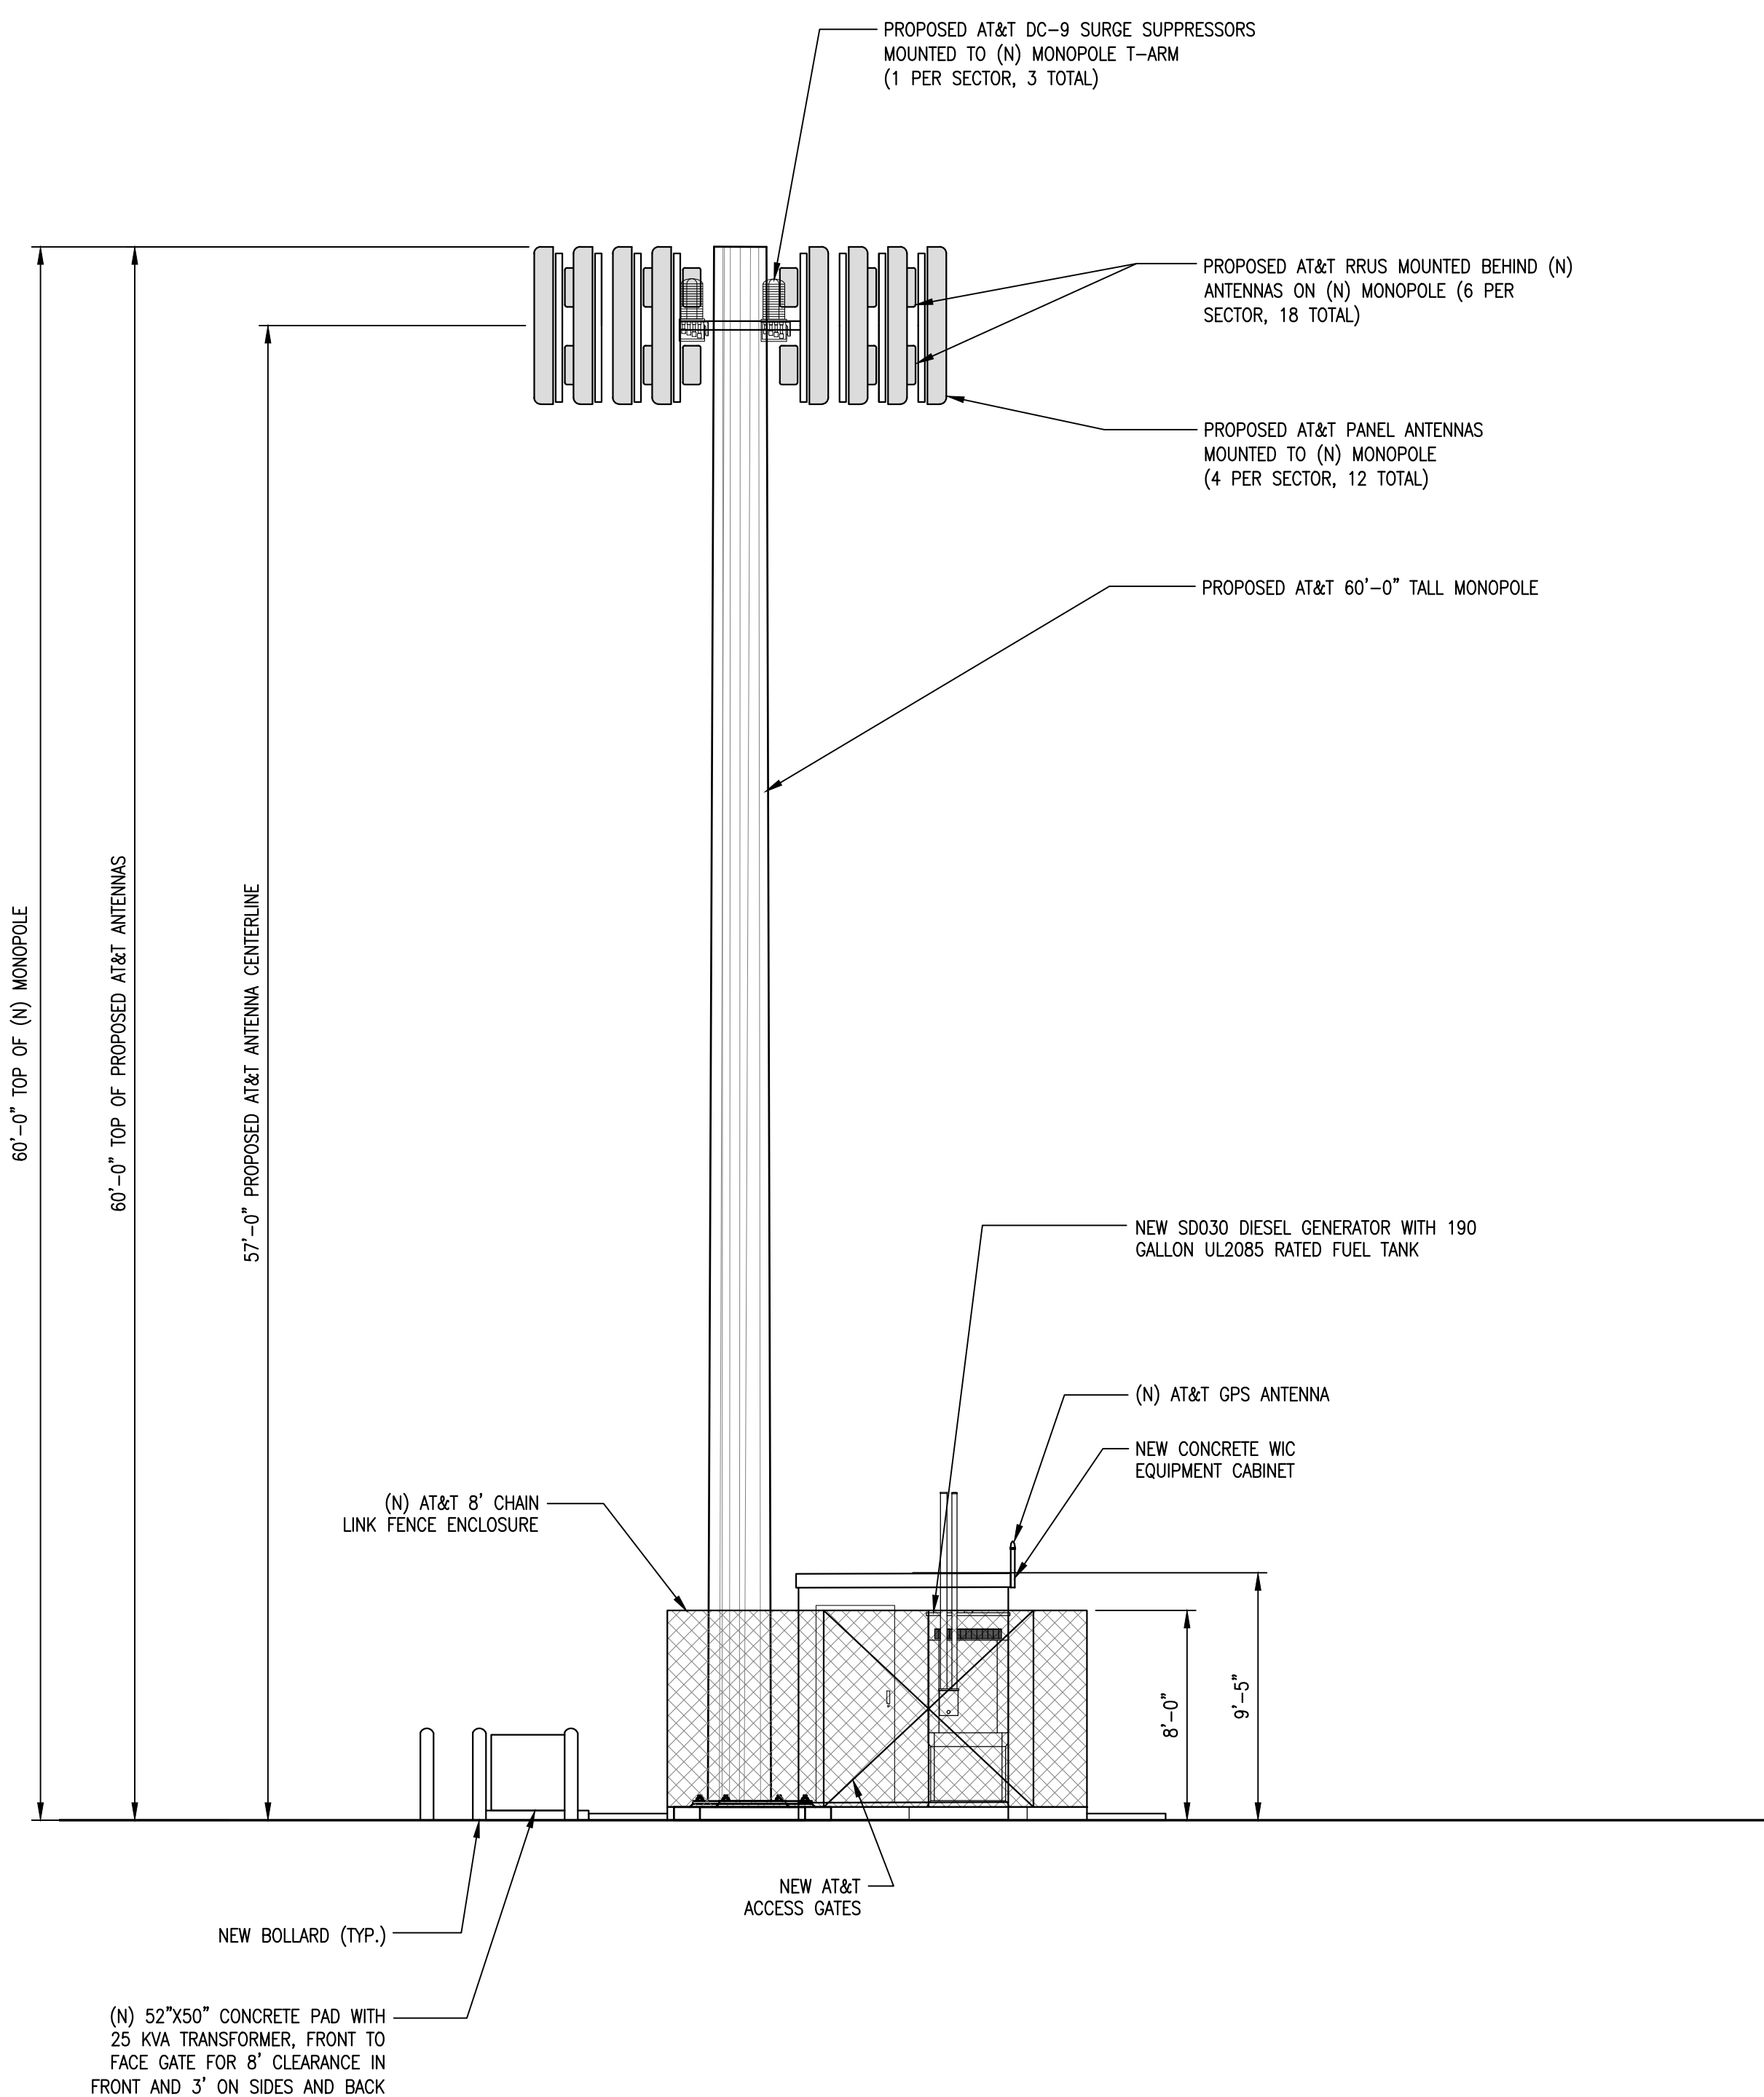 PROPOSED AT&T DC-9 SURGE SUPPRESSORS
MOUNTED TO (N) MONOPOLE T-ARM
(1 PER SECTOR, 3 TOTAL)
PROPOSED AT&T RRUS MOUNTED BEHIND (N)
ANTENNAS ON (N) MONOPOLE (6 PER
SECTOR, 18 TOTAL)
PROPOSED AT&T PANEL ANTENNAS
MOUNTED TO (N) MONOPOLE
(4 PER SECTOR, 12 TOTAL)
PROPOSED AT&T 60'-0" TALL MONOPOLE
60'-0" TOP OF (N) MONOPOLE
60'-0" TOP OF PROPOSED AT&T ANTENNAS
57'-0" PROPOSED AT&T ANTENNA CENTERLINE
NEW SD030 DIESEL GENERATOR WITH 190
GALLON UL2085 RATED FUEL TANK
(N) AT&T GPS ANTENNA
NEW CONCRETE WIC
EQUIPMENT CABINET
(N) AT&T 8' CHAIN
LINK FENCE ENCLOSURE
8'-0"
9'-5"
NEW AT&T
ACCESS GATES
NEW BOLLARD (TYP.)
(N) 52"X50" CONCRETE PAD WITH
25 KVA TRANSFORMER, FRONT TO
FACE GATE FOR 8' CLEARANCE IN
FRONT AND 3' ON SIDES AND BACK